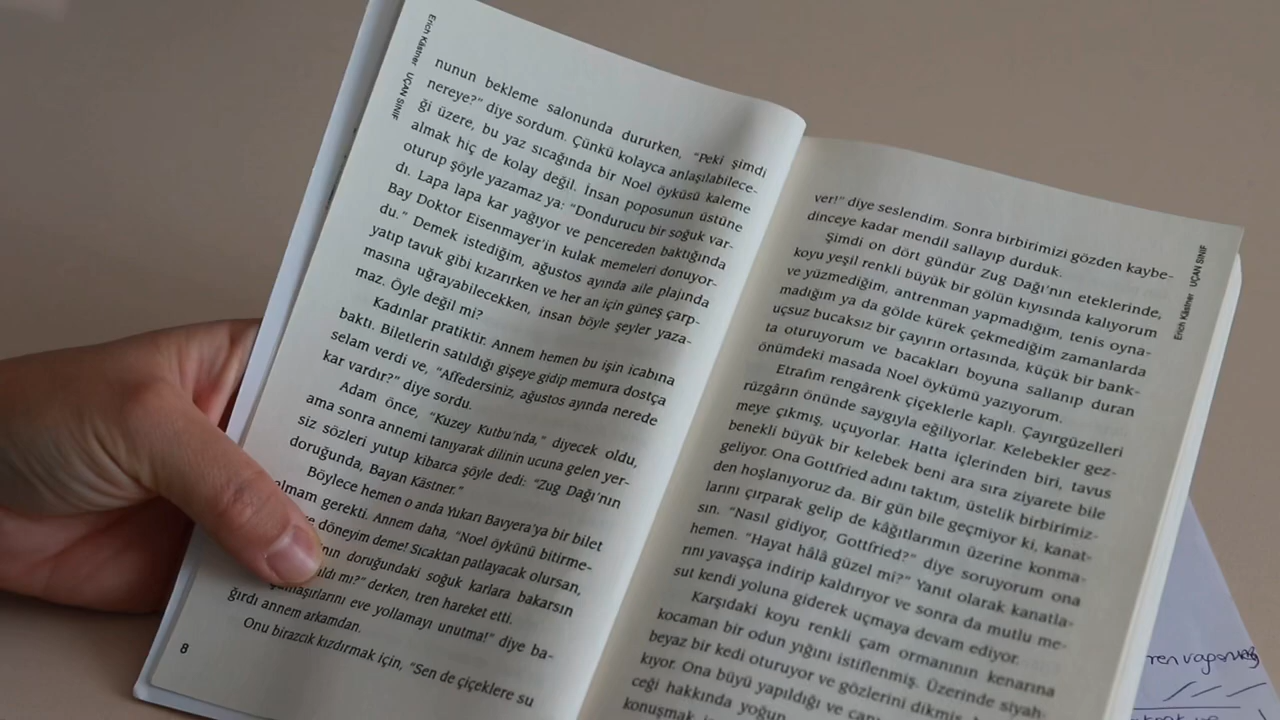 Erich Kästner UÇAN SINIF
nunun bekleme salonunda dururken, "Peki şimdi
nereye?" diye sordum. Çünkü kolayca anlaşılabilece-
ği üzere, bu yaz sıcağında bir Noel öyküsü kaleme
almak hiç de kolay değil. İnsan poposunun üstüne
oturup şöyle yazamaz ya: "Dondurucu bir soğuk var-
dı. Lapa lapa kar yağıyor ve pencereden baktığında
Bay Doktor Eisenmayer'in kulak memeleri donuyor-
du." Demek istediğim, ağustos ayında aile plajında
yatıp tavuk gibi kızarırken ve her an için güneş çarp-
masına uğrayabilecekken, insan böyle şeyler yaza-
maz. Öyle değil mi?
Kadınlar pratiktir. Annem hemen bu işin icabına
baktı. Biletlerin satıldığı gişeye gidip memura dostça
selam verdi ve, "Affedersiniz, ağustos ayında nerede
kar vardır?" diye sordu.
Adam önce, "Kuzey Kutbu'nda," diyecek oldu,
ama sonra annemi tanıyarak dilinin ucuna gelen yer-
siz sözleri yutup kibarca şöyle dedi: "Zug Dağı'nın
doruğunda, Bayan Kästner."
Böylece hemen o anda Yukarı Bavyera'ya bir bilet
almam gerekti. Annem daha, "Noel öykünü bitirme-
döneyim deme! Sıcaktan patlayacak olursan,
doruğundaki soğuk karlara bakarsın
mı?" derken, tren hareket etti.
çamaşırlarını eve yollamayı unutma!" diye ba-
ğırdı annem arkamdan.
Onu birazcık kızdırmak için, "Sen de çiçeklere su
8
ver!" diye seslendim. Sonra birbirimizi gözden kaybe-
dinceye kadar mendil sallayıp durduk.
Şimdi on dört gündür Zug Dağı'nın eteklerinde,
koyu yeşil renkli büyük bir gölün kıyısında kalıyorum
ve yüzmediğim, antrenman yapmadığım, tenis oyna-
madığım ya da gölde kürek çekmediğim zamanlarda
uçsuz bucaksız bir çayırın ortasında, küçük bir bank-
ta oturuyorum ve bacakları boyuna sallanıp duran
önümdeki masada Noel öykümü yazıyorum.
Etrafım rengârenk çiçeklerle kaplı. Çayırgüzelleri
rüzgârın önünde saygıyla eğiliyorlar. Kelebekler gez-
meye çıkmış, uçuyorlar. Hatta içlerinden biri, tavus
benekli büyük bir kelebek beni ara sıra ziyarete bile
geliyor. Ona Gottfried adını taktım, üstelik birbirimiz-
den hoşlanıyoruz da. Bir gün bile geçmiyor ki, kanat-
larını çırparak gelip de kâğıtlarımın üzerine konma-
sın. "Nasıl gidiyor, Gottfried?" diye soruyorum ona
hemen. "Hayat hâlâ güzel mi?" Yanıt olarak kanatla-
rını yavaşça indirip kaldırıyor ve sonra da mutlu me-
sut kendi yoluna giderek uçmaya devam ediyor.
Karşıdaki koyu renkli çam ormanının kenarına
kocaman bir odun yığını istiflenmiş. Üzerinde siyah-
beyaz bir kedi oturuyor ve gözlerini dikmiş,
kıyor. Ona büyü yapıldığı ve
ceği hakkında yoğun
konuşmak
Erich Kästner UÇAN SINIF